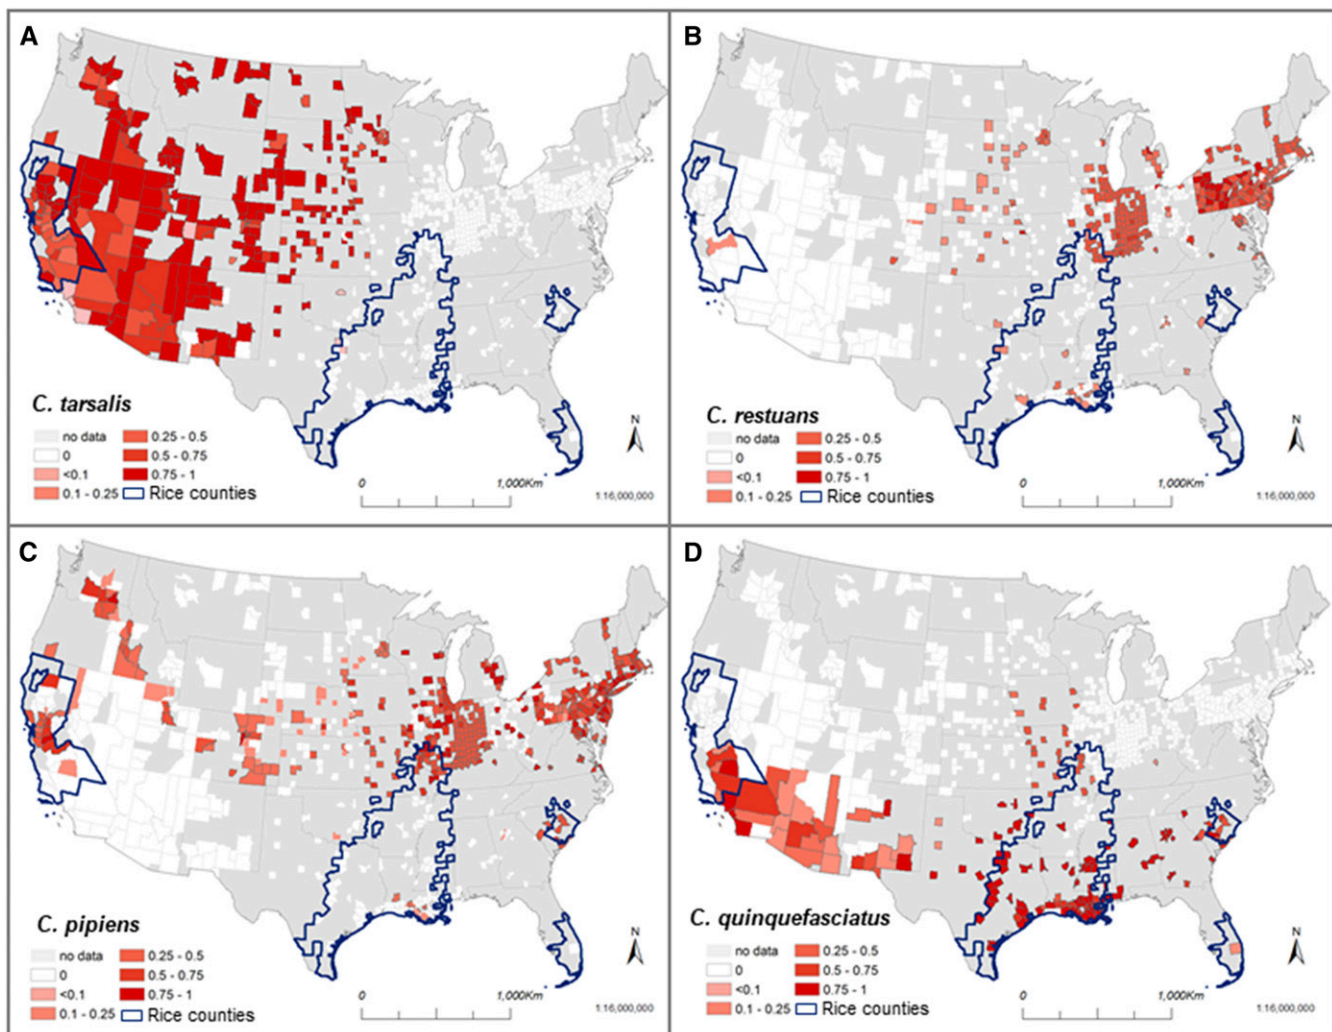 A
C. tarsalis
no data 0.25 - 0.5
0 0.5 - 0.75
<0.1 0.75 - 1
0.1 - 0.25 Rice counties
N
0 1,000Km
1:16,000,000
B
C. restuans
no data 0.25 - 0.5
0 0.5 - 0.75
<0.1 0.75 - 1
0.1 - 0.25 Rice counties
N
0 1,000Km
1:16,000,000
C
C. pipiens
no data 0.25 - 0.5
0 0.5 - 0.75
<0.1 0.75 - 1
0.1 - 0.25 Rice counties
N
0 1,000Km
1:16,000,000
D
C. quinquefasciatus
no data 0.25 - 0.5
0 0.5 - 0.75
<0.1 0.75 - 1
0.1 - 0.25 Rice counties
N
0 1,000Km
1:16,000,000